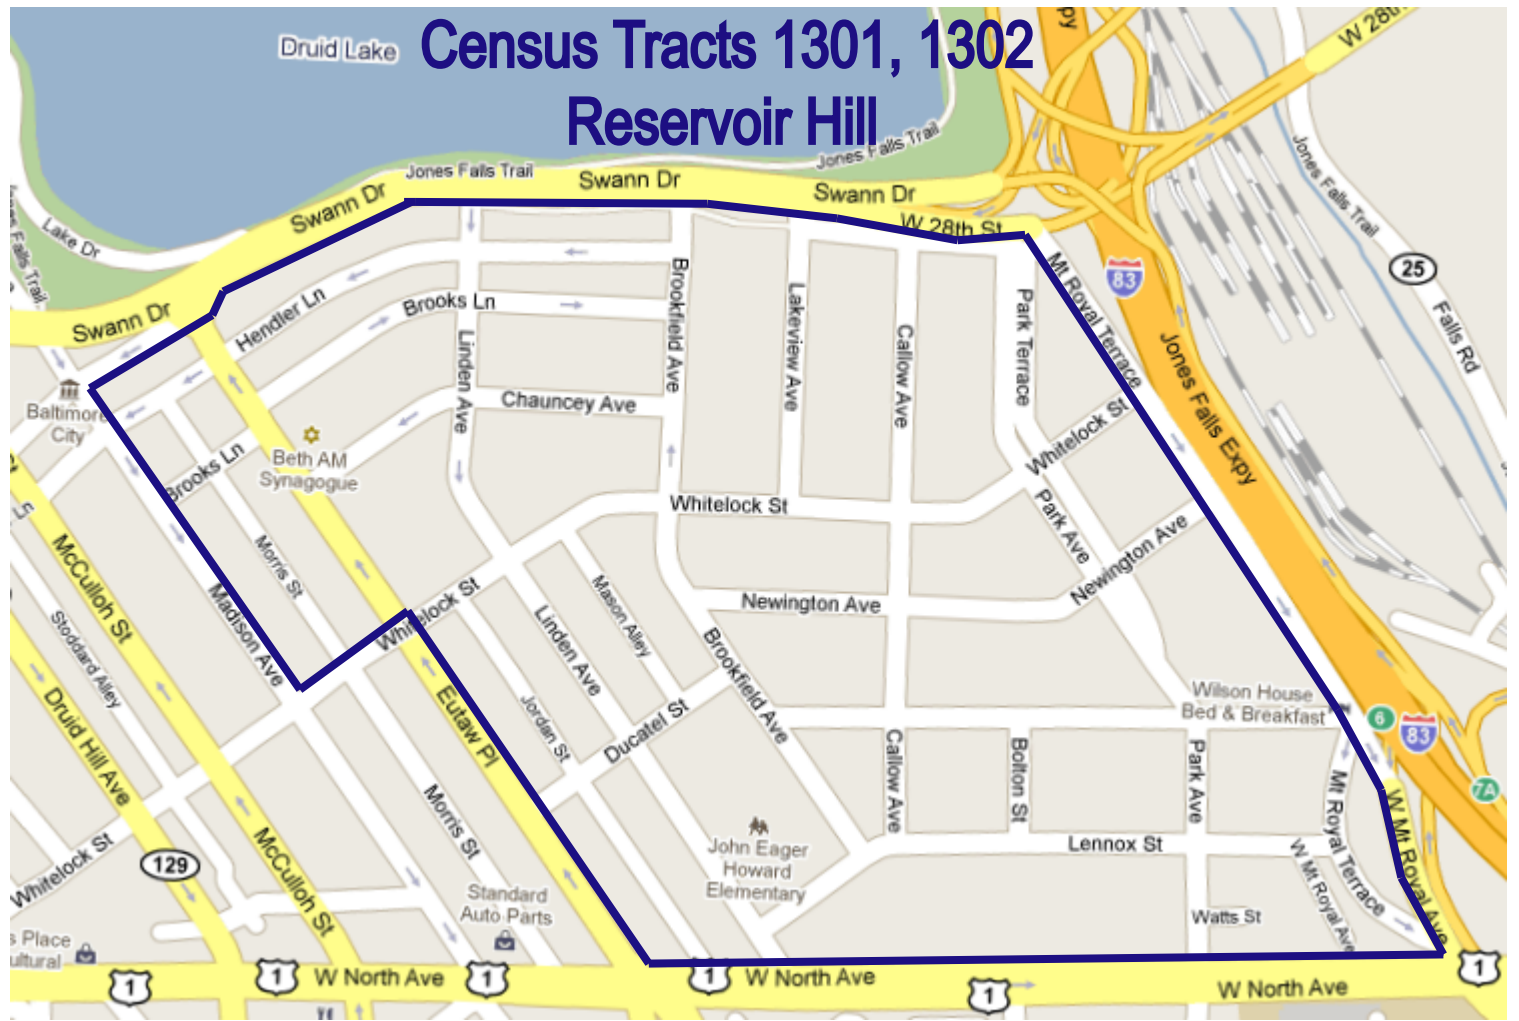 Census Tracts 1301, 1302
Reservoir Hill
Druid Lake
W 28th
Jones Falls Trail
Jones Falls Trail
Swann Dr
Swann Dr
Swann Dr
W 28th St
Lake Dr
Falls Trail
Jones Falls Trail
25
Falls Rd
83
Swann Dr
Hendler Ln
Brooks Ln
Linden Ave
Brookfield Ave
Lakeview Ave
Callow Ave
Park Terrace
Mt Royal Terrace
Jones Falls Expy
Baltimore
City
Chauncey Ave
Beth AM
Synagogue
Brooks Ln
Ln
Whitelock St
Whitelock St
Park Ave
Newington Ave
McCulloh St
Morris St
Madison Ave
Whitelock St
Linden Ave
Mason Alley
Newington Ave
Stoddard Alley
Druid Hill Ave
Eutaw Pl
Jordan St
Ducatel St
Brookfield Ave
Wilson House
Bed & Breakfast
6
83
7A
Callow Ave
Bolton St
Park Ave
Mt Royal Terrace
W Mt Royal Ave
W Mt Royal Ave
Whitelock St
129
McCulloh St
Morris St
Standard
Auto Parts
John Eager
Howard
Elementary
Lennox St
Watts St
s Place
ultural
1
1
W North Ave
1
1
W North Ave
1
W North Ave
1